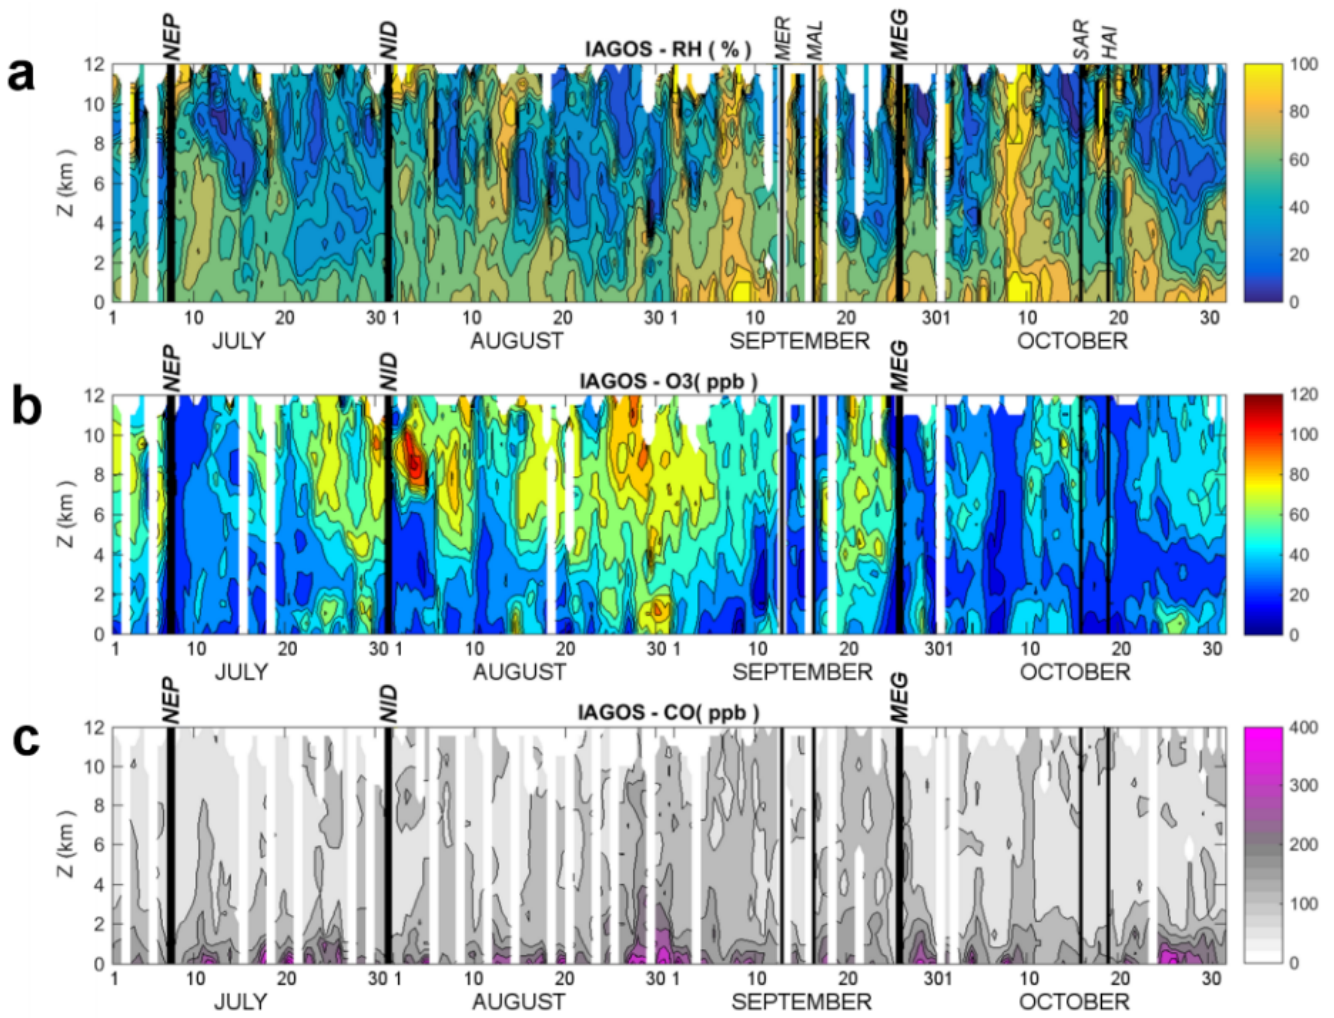 NEP NID MER MAL MEG SAR HAI
a IAGOS - RH ( % )
12 100
10 80
8
6 60
4 40
2 20
0 0
Z (km )
1 10 20 30 1 10 20 30 1 10 20 301 10 20 30
JULY AUGUST SEPTEMBER OCTOBER
NEP NID MEG
b IAGOS - O3( ppb )
12 120
10 100
8 80
6 60
4 40
2 20
0 0
Z (km )
1 10 20 30 1 10 20 30 1 10 20 301 10 20 30
JULY AUGUST SEPTEMBER OCTOBER
NEP NID MEG
c IAGOS - CO( ppb )
12 400
10 300
8
6 200
4 100
2
0 0
Z (km )
1 10 20 30 1 10 20 30 1 10 20 301 10 20 30
JULY AUGUST SEPTEMBER OCTOBER